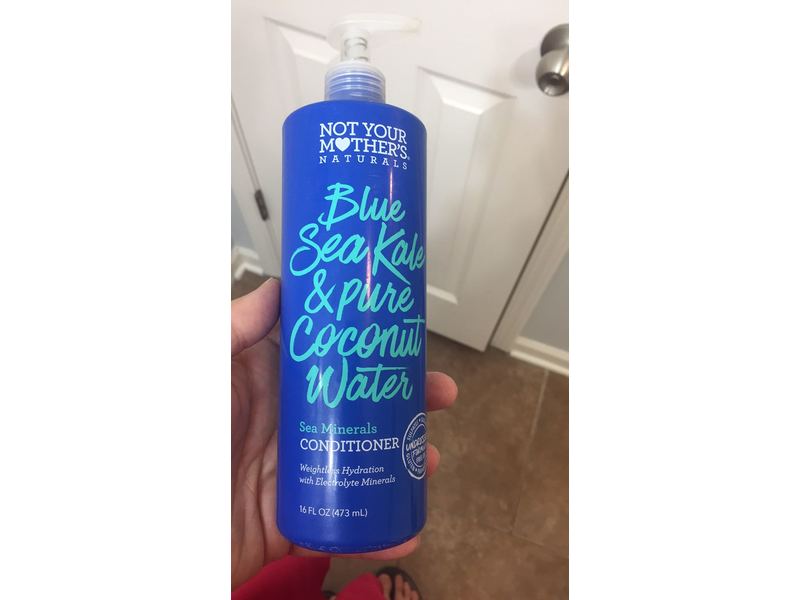 NOT YOUR
MOTHER'S®
NATURALS
Blue
Sea Kale
& pure
Coconut
Water
Sea Minerals
CONDITIONER
Weightless Hydration
with Electrolyte Minerals
16 FL OZ (473 mL)